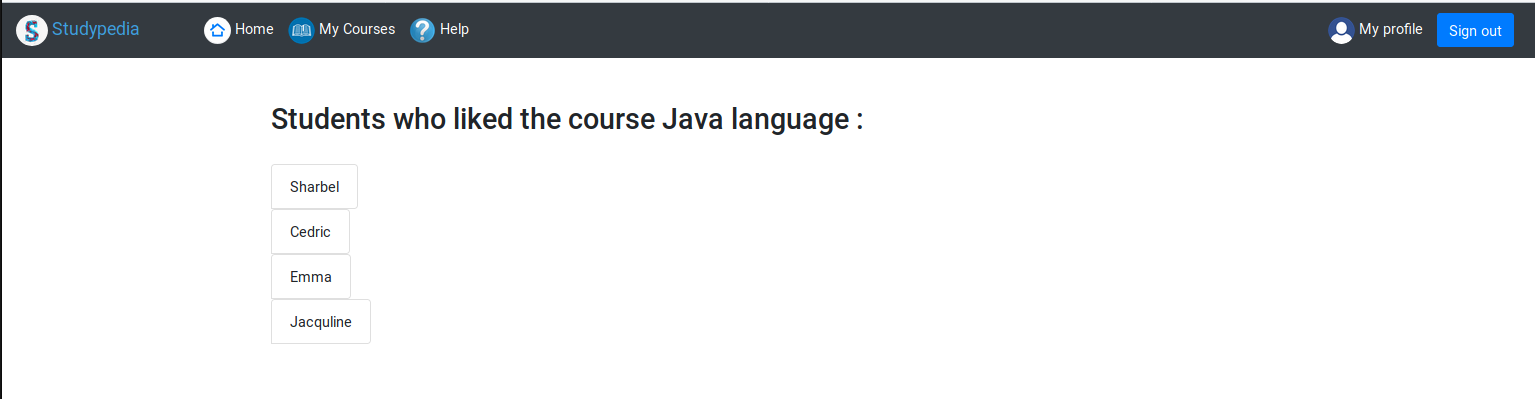 Studypedia Home My Courses Help My profile Sign out
Students who liked the course Java language :
Sharbel
Cedric
Emma
Jacquline